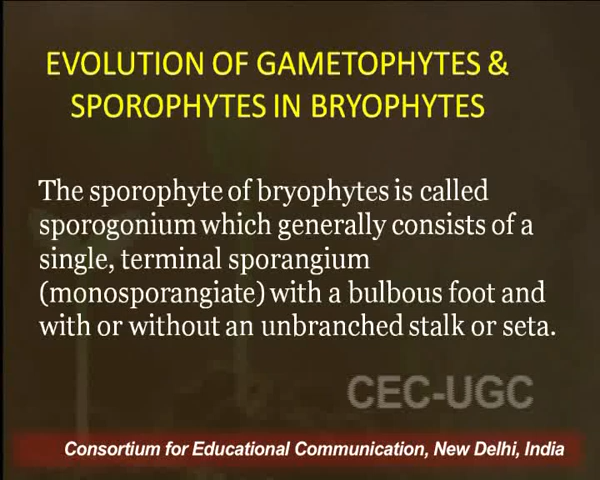 EVOLUTION OF GAMETOPHYTES &
SPOROPHYTES IN BRYOPHYTES
The sporophyte of bryophytes is called
sporogonium which generally consists of a
single, terminal sporangium
(monosporangiate) with a bulbous foot and
with or without an unbranched stalk or seta.
CEC-UGC
Consortium for Educational Communication, New Delhi, India